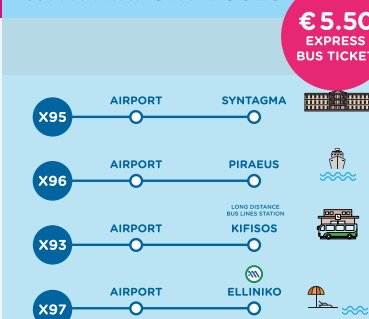 € 5.50
EXPRESS
BUS TICKET
X95
AIRPORT
SYNTAGMA
X96
AIRPORT
PIRAEUS
X93
AIRPORT
LONG DISTANCE
BUS LINES STATION
KIFISOS
X97
AIRPORT
ELLINIKO